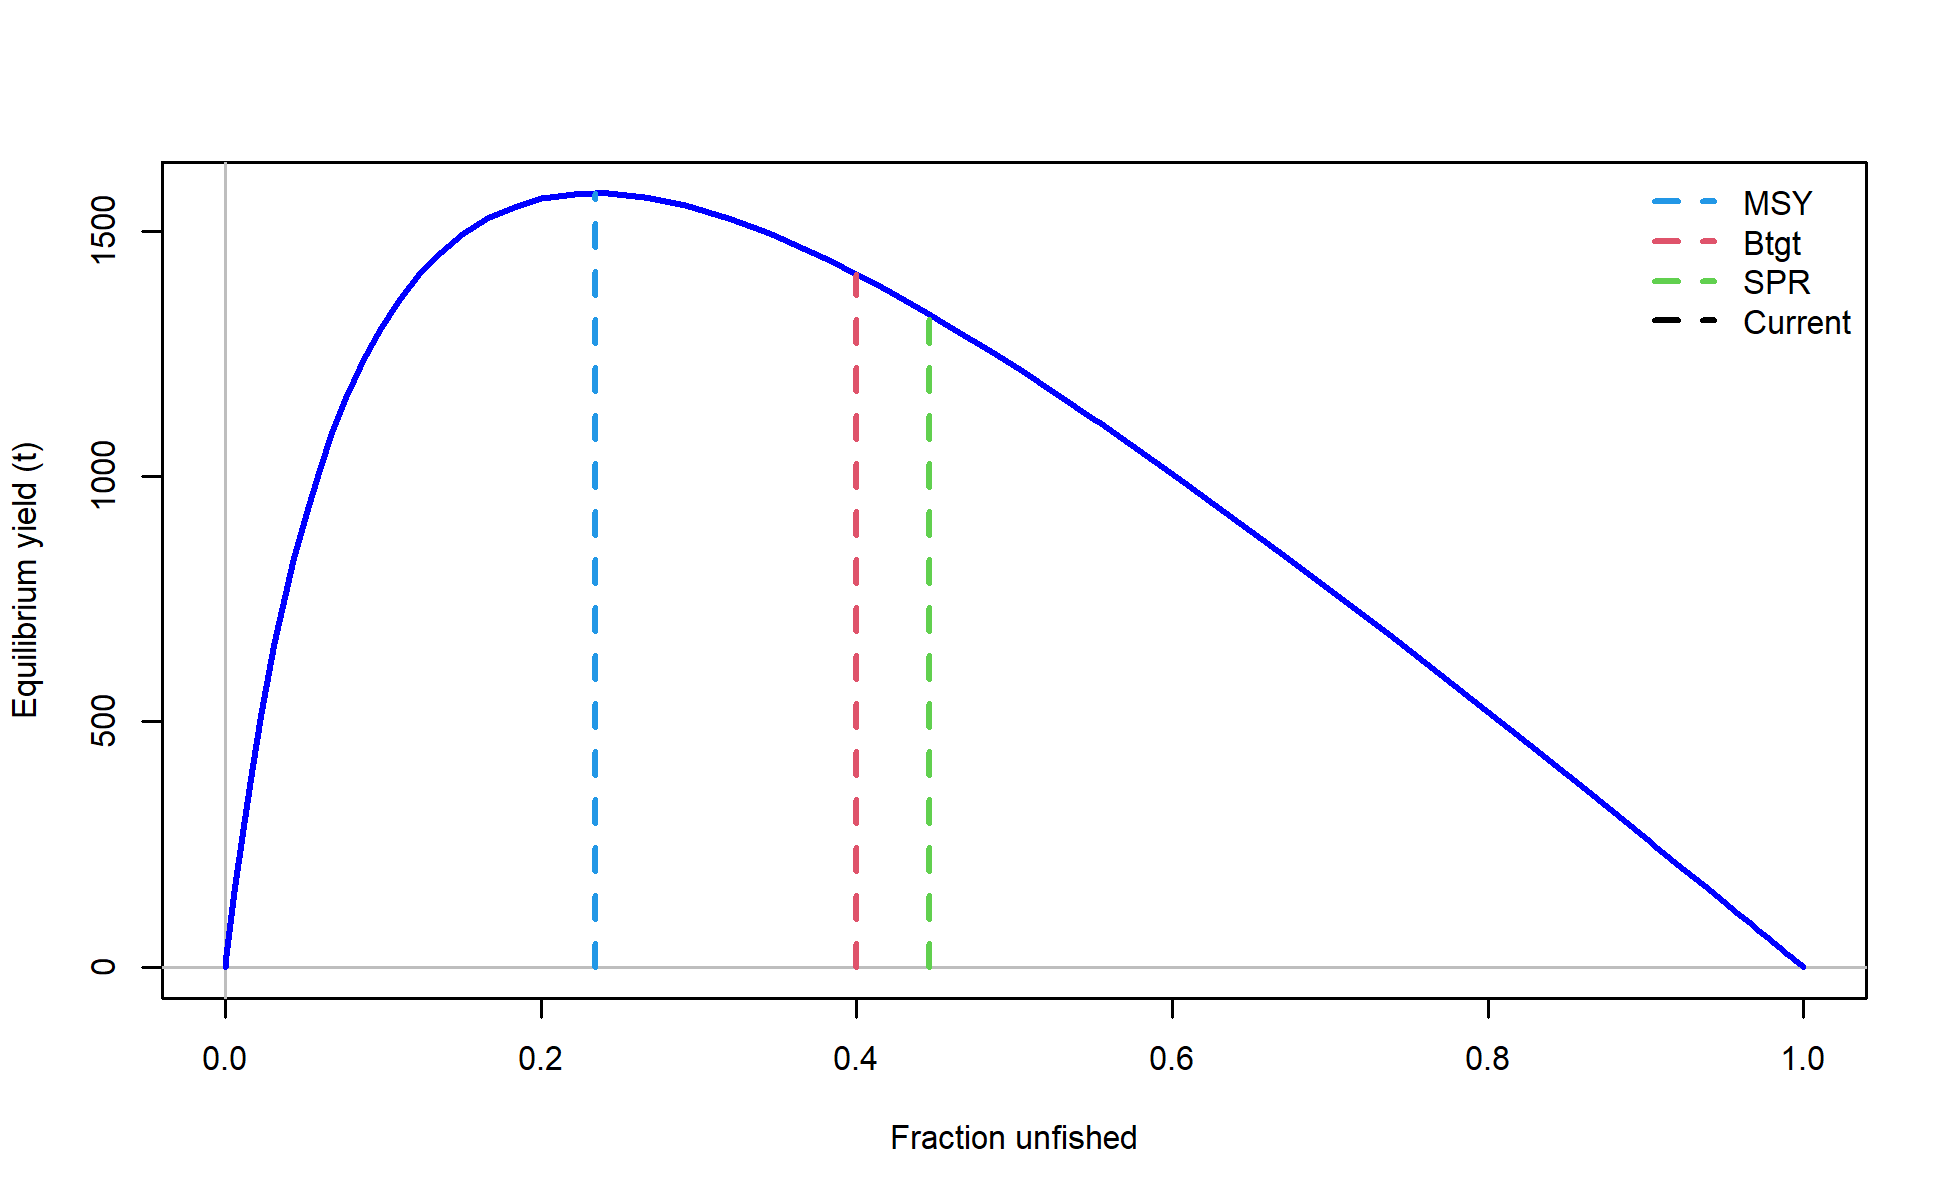 MSY
Btgt
SPR
Current
Equilibrium yield (t)
1500
1000
500
0
0.0 0.2 0.4 0.6 0.8 1.0
Fraction unfished